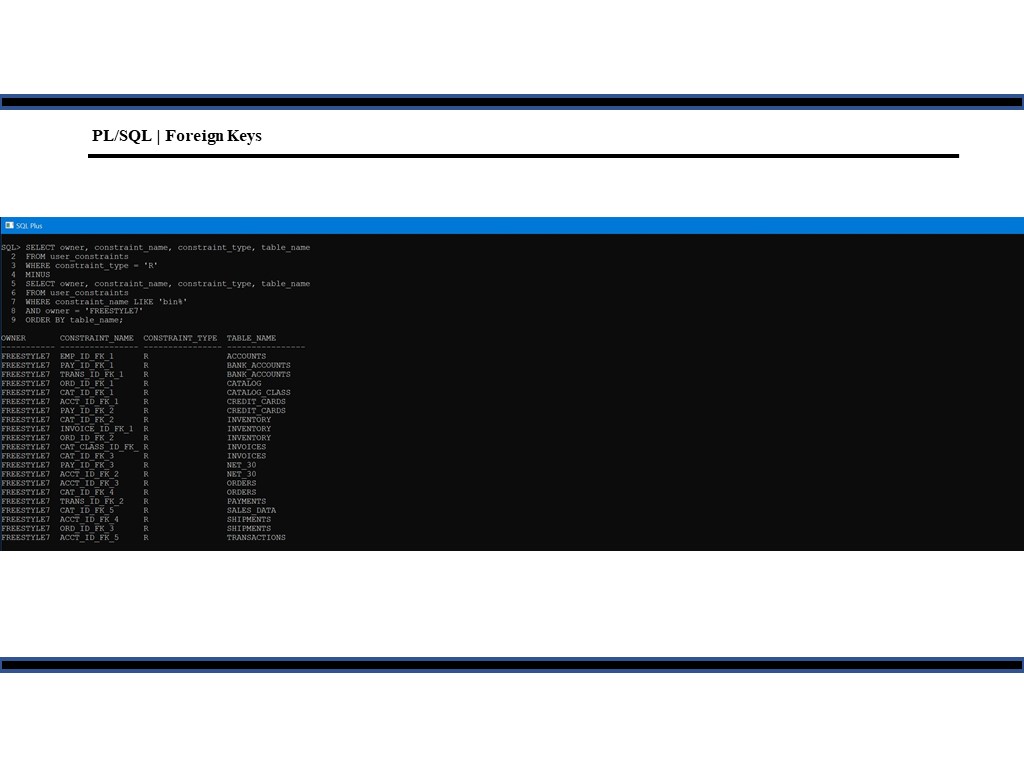 PL/SQL | Foreign Keys
SQL Plus
SQL> SELECT owner, constraint_name, constraint_type, table_name
2 FROM user_constraints
3 WHERE constraint_type = 'R'
4 MINUS
5 SELECT owner, constraint_name, constraint_type, table_name
6 FROM user_constraints
7 WHERE constraint_name LIKE 'bin%'
8 AND owner = 'FREESTYLE7'
9 ORDER BY table_name;
OWNER CONSTRAINT_NAME CONSTRAINT_TYPE TABLE_NAME
----------- ---------------- ---------------- ----------------
FREESTYLE7 EMP_ID_FK_1 R ACCOUNTS
FREESTYLE7 PAY_ID_FK_1 R BANK_ACCOUNTS
FREESTYLE7 TRANS_ID_FK_1 R BANK_ACCOUNTS
FREESTYLE7 ORD_ID_FK_1 R CATALOG
FREESTYLE7 CAT_ID_FK_1 R CATALOG_CLASS
FREESTYLE7 ACCT_ID_FK_1 R CREDIT_CARDS
FREESTYLE7 PAY_ID_FK_2 R CREDIT_CARDS
FREESTYLE7 CAT_ID_FK_2 R INVENTORY
FREESTYLE7 INVOICE_ID_FK_1 R INVENTORY
FREESTYLE7 ORD_ID_FK_2 R INVENTORY
FREESTYLE7 CAT_CLASS_ID_FK_ R INVOICES
FREESTYLE7 CAT_ID_FK_3 R INVOICES
FREESTYLE7 PAY_ID_FK_3 R NET_30
FREESTYLE7 ACCT_ID_FK_2 R NET_30
FREESTYLE7 ACCT_ID_FK_3 R ORDERS
FREESTYLE7 CAT_ID_FK_4 R ORDERS
FREESTYLE7 TRANS_ID_FK_2 R PAYMENTS
FREESTYLE7 CAT_ID_FK_5 R SALES_DATA
FREESTYLE7 ACCT_ID_FK_4 R SHIPMENTS
FREESTYLE7 ORD_ID_FK_3 R SHIPMENTS
FREESTYLE7 ACCT_ID_FK_5 R TRANSACTIONS